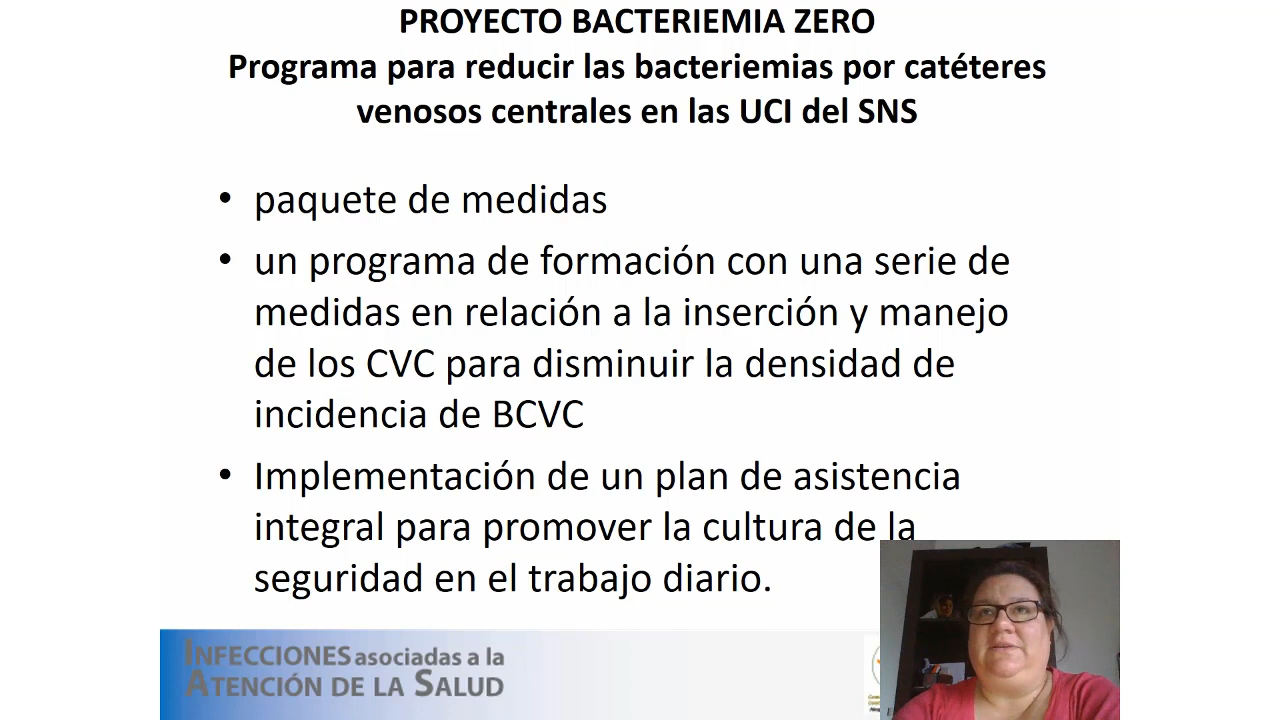 PROYECTO BACTERIEMIA ZERO
Programa para reducir las bacteriemias por catéteres
venosos centrales en las UCI del SNS
• paquete de medidas
• un programa de formación con una serie de
medidas en relación a la inserción y manejo
de los CVC para disminuir la densidad de
incidencia de BCVC
• Implementación de un plan de asistencia
integral para promover la cultura de la
seguridad en el trabajo diario.
INFECCIONES asociadas a la
ATENCIÓN DE LA SALUD